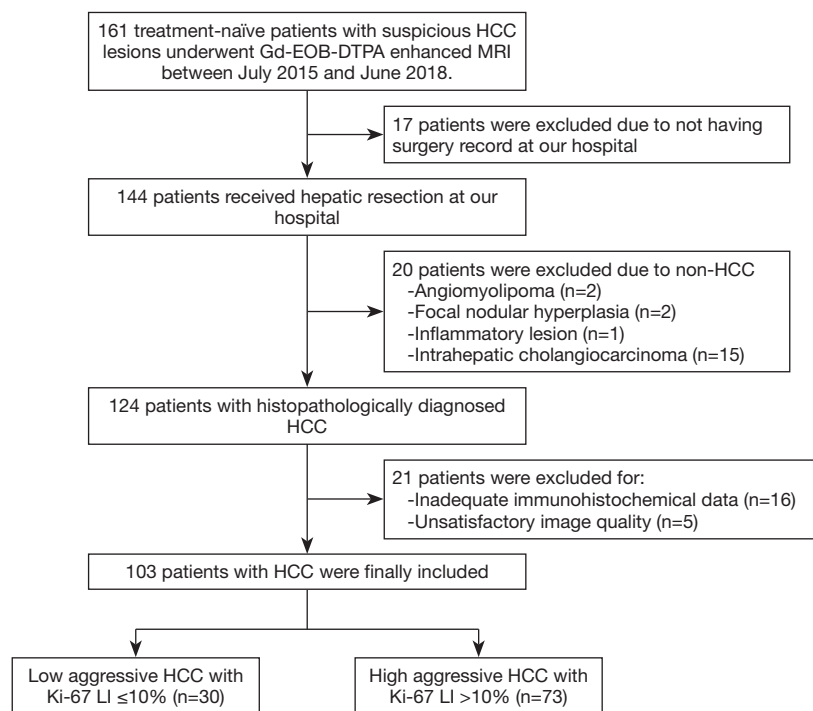 161 treatment-naïve patients with suspicious HCC
lesions underwent Gd-EOB-DTPA enhanced MRI
between July 2015 and June 2018.
17 patients were excluded due to not having
surgery record at our hospital
144 patients received hepatic resection at our
hospital
20 patients were excluded due to non-HCC
-Angiomyolipoma (n=2)
-Focal nodular hyperplasia (n=2)
-Inflammatory lesion (n=1)
-Intrahepatic cholangiocarcinoma (n=15)
124 patients with histopathologically diagnosed
HCC
21 patients were excluded for:
-Inadequate immunohistochemical data (n=16)
-Unsatisfactory image quality (n=5)
103 patients with HCC were finally included
Low aggressive HCC with
Ki-67 LI ≤10% (n=30)
High aggressive HCC with
Ki-67 LI >10% (n=73)